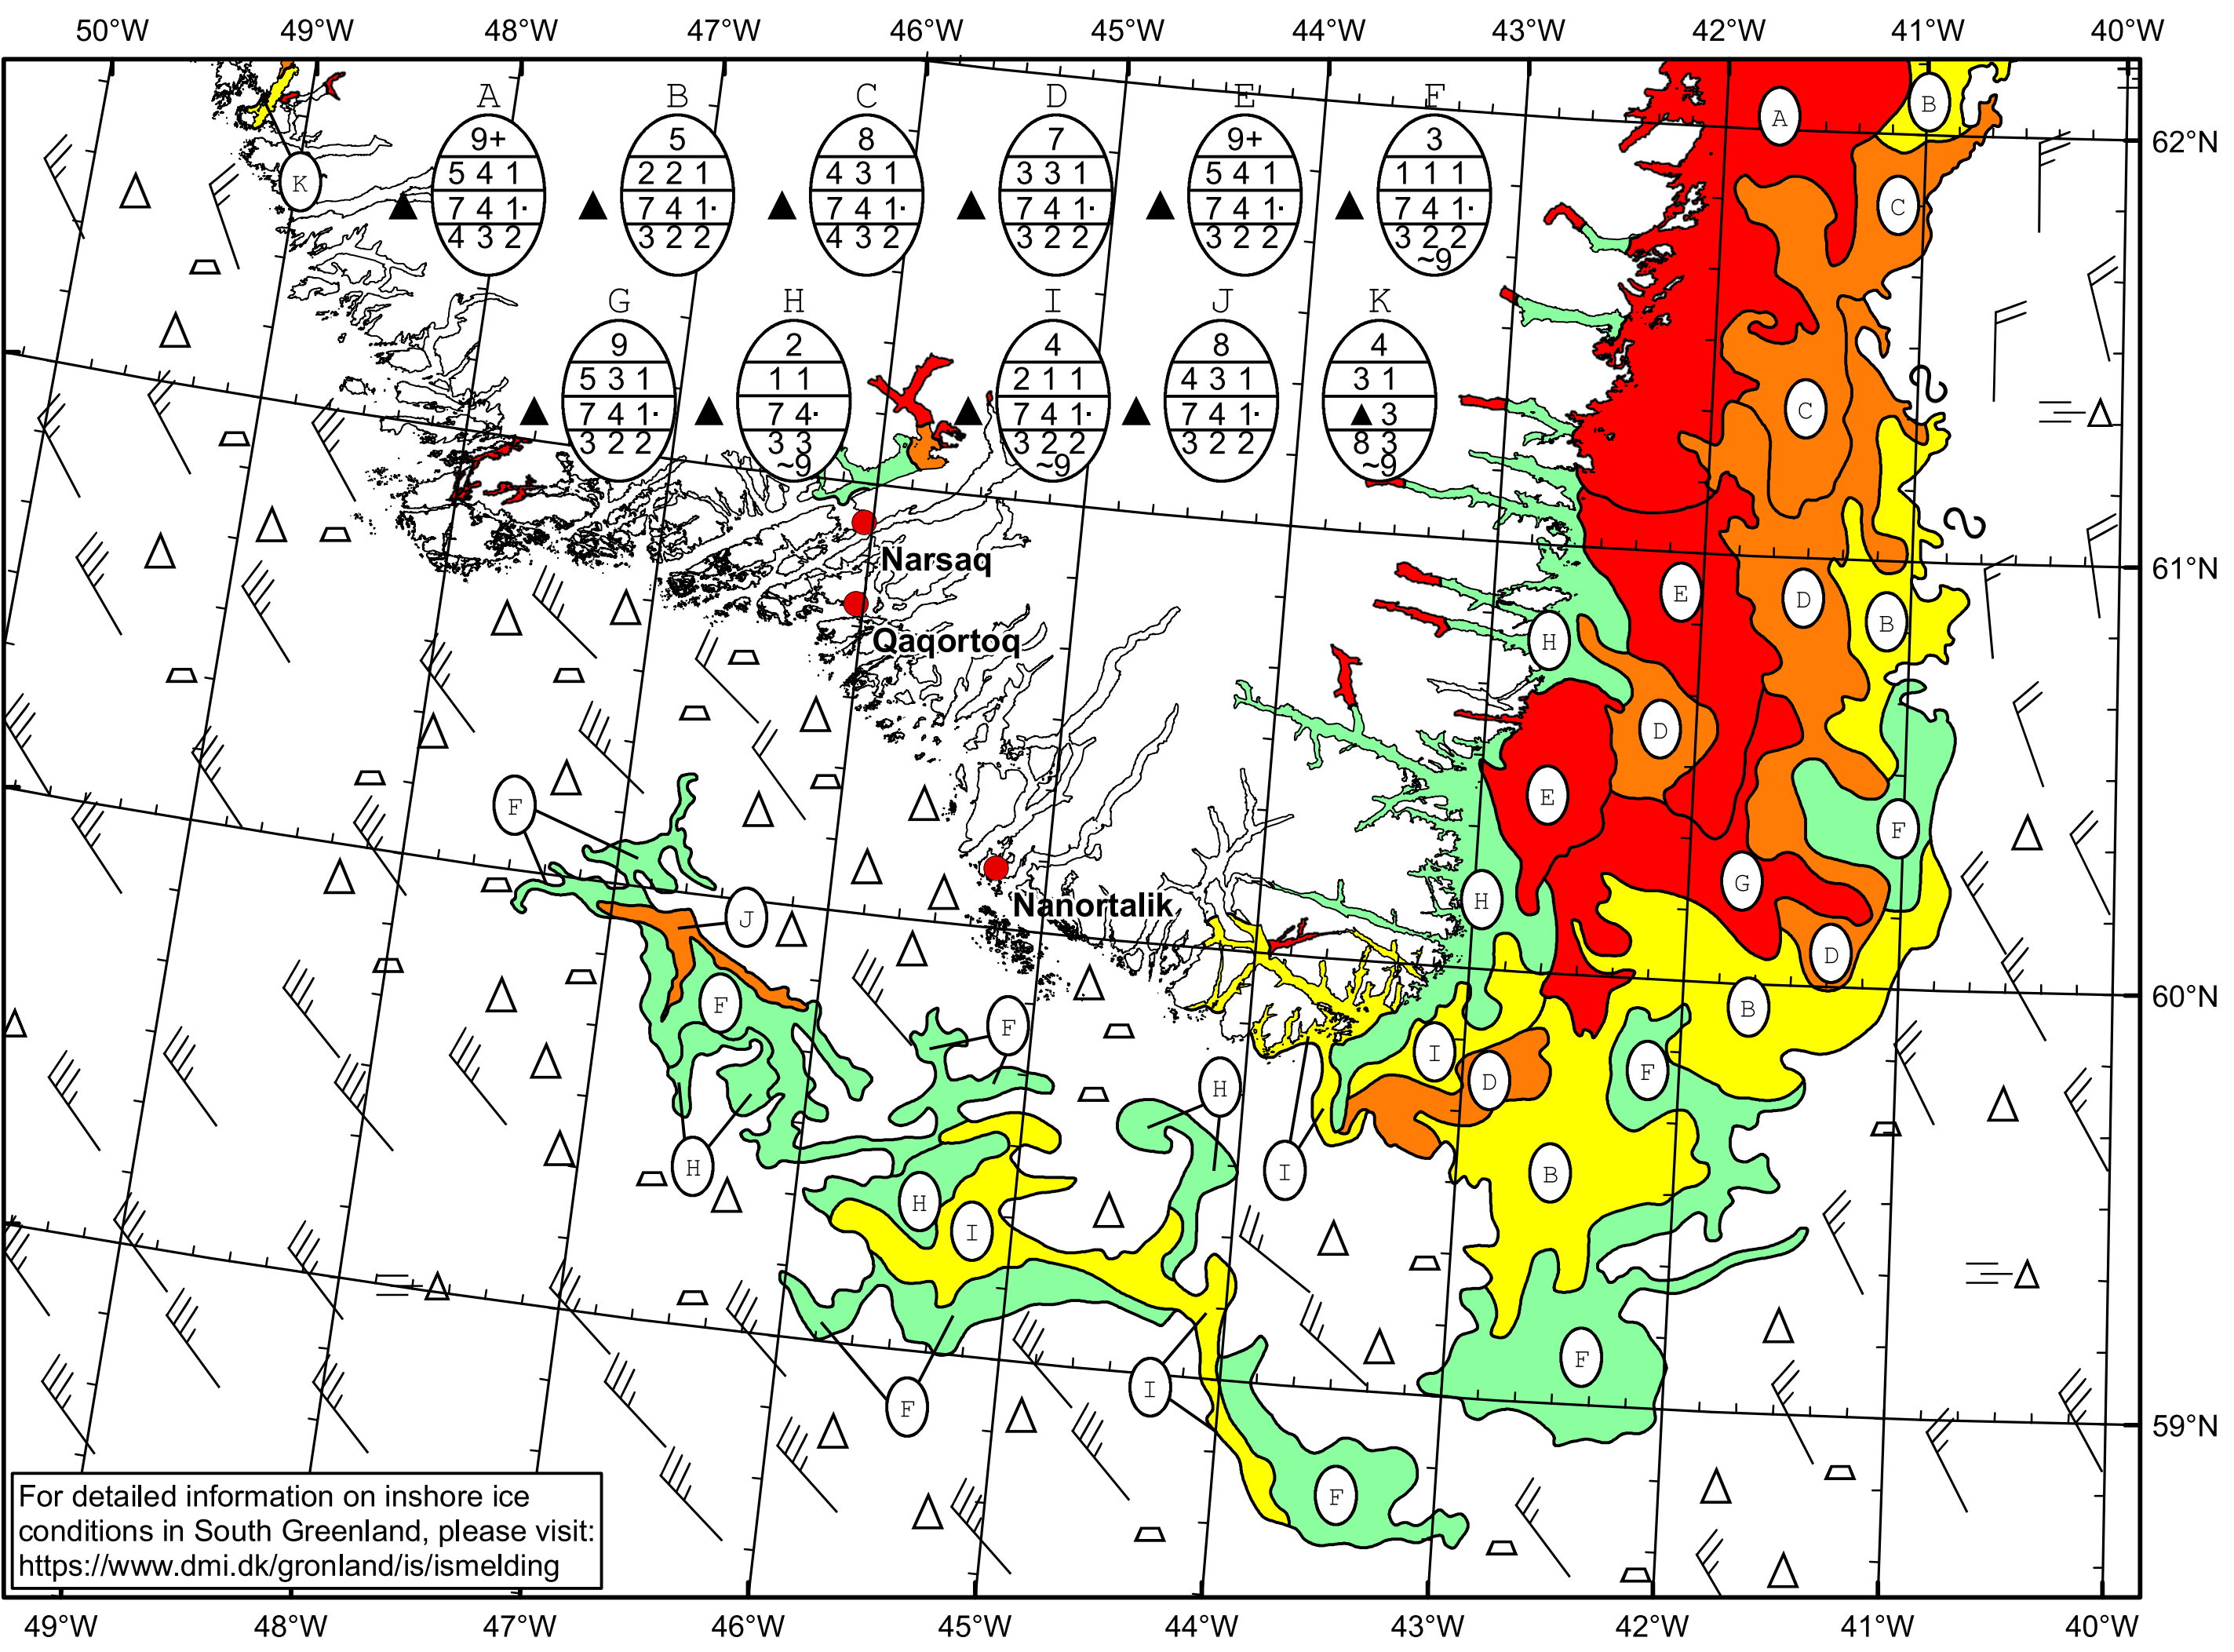 50°W 49°W 48°W 47°W 46°W 45°W 44°W 43°W 42°W 41°W 40°W
A B C D E F
9+ 5 8 7 9+ 3
5 4 1 2 2 1 4 3 1 3 3 1 5 4 1 1 1 1
7 4 1· 7 4 1· 7 4 1· 7 4 1· 7 4 1· 7 4 1·
4 3 2 3 2 2 4 3 2 3 2 2 3 2 2 3 2 2
~9
G H I J K
9 2 4 8 4
5 3 1 1 1 2 1 1 4 3 1 3 1
7 4 1· 7 4· 7 4 1· 7 4 1· ▲ 3
3 2 2 3 3 3 2 2 3 2 2 8 3
~9 ~9 ~9
A
B
62°N
K
C
C
61°N
Narsaq
E
D
B
Qaqortoq
H
D
E
F
F
G
H
Nanortalik
J
D
60°N
F
B
F
I
D
F
H
H
I
B
H
I
F
I
F
59°N
F
For detailed information on inshore ice
conditions in South Greenland, please visit:
https://www.dmi.dk/gronland/is/ismelding
49°W 48°W 47°W 46°W 45°W 44°W 43°W 42°W 41°W 40°W